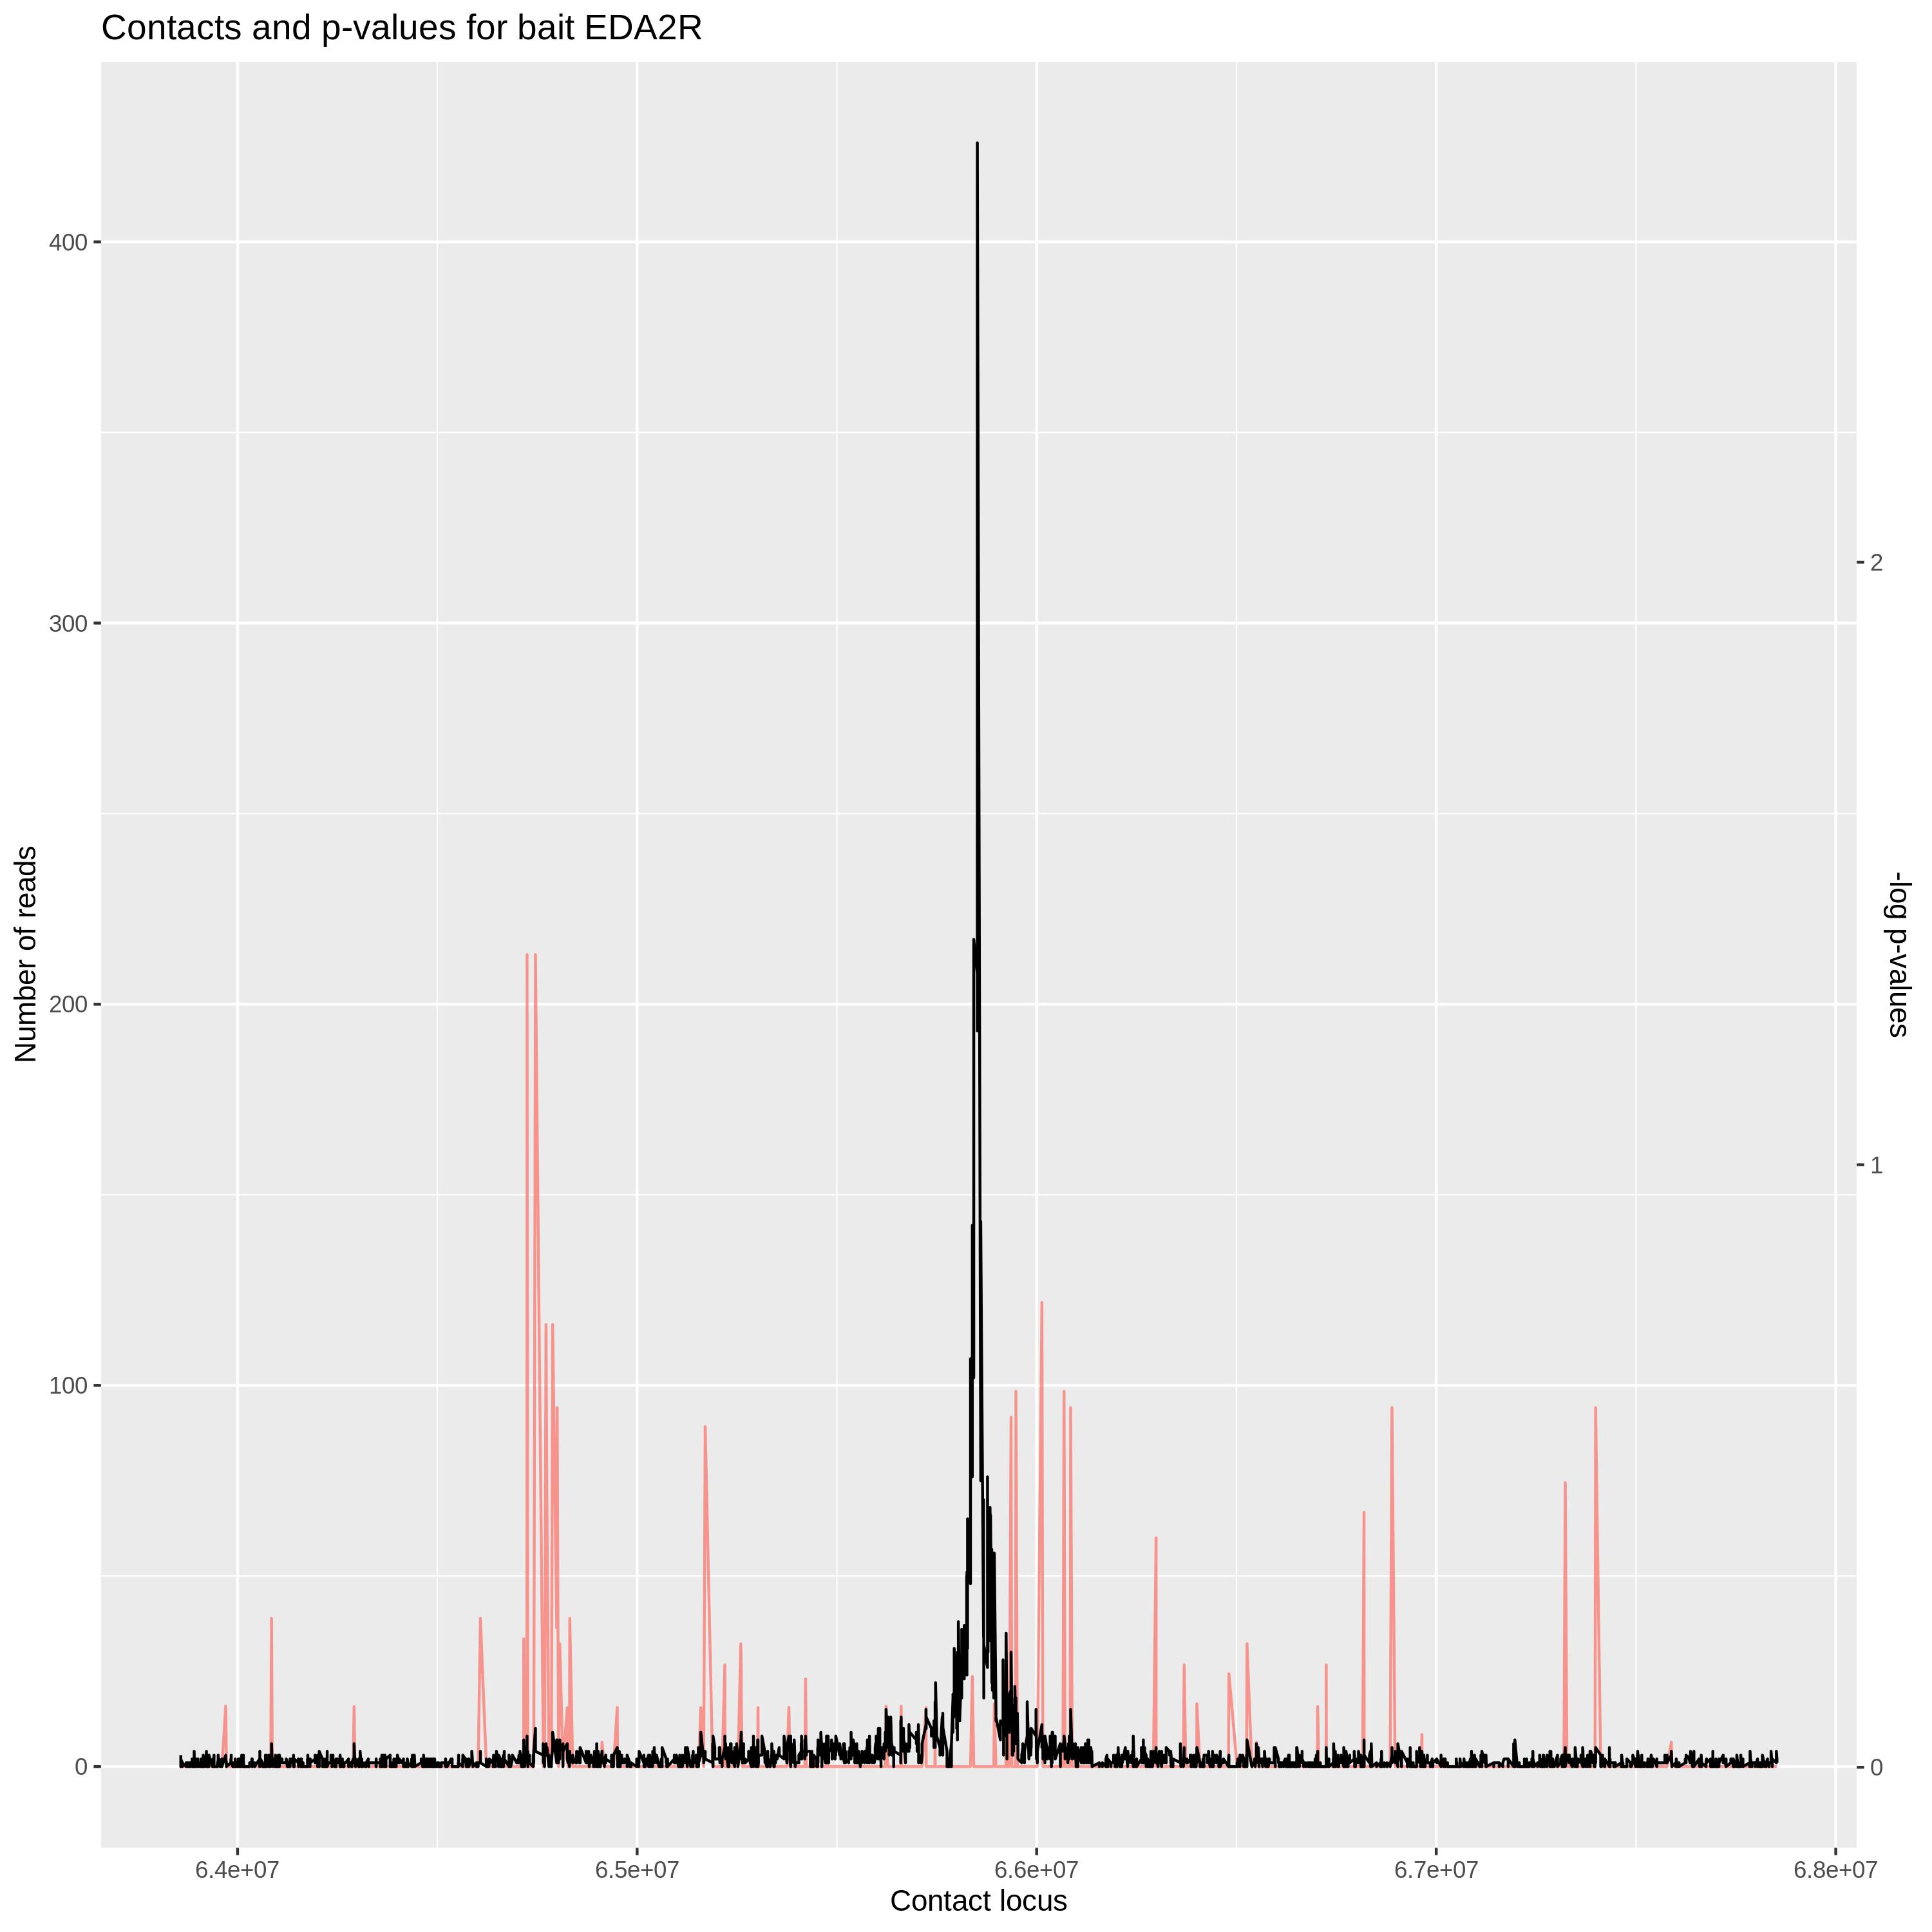 Contacts and p-values for bait EDA2R
400
300
200
100
0
Number of reads
2
1
0
-log p-values
6.4e+07
6.5e+07
6.6e+07
6.7e+07
6.8e+07
Contact locus